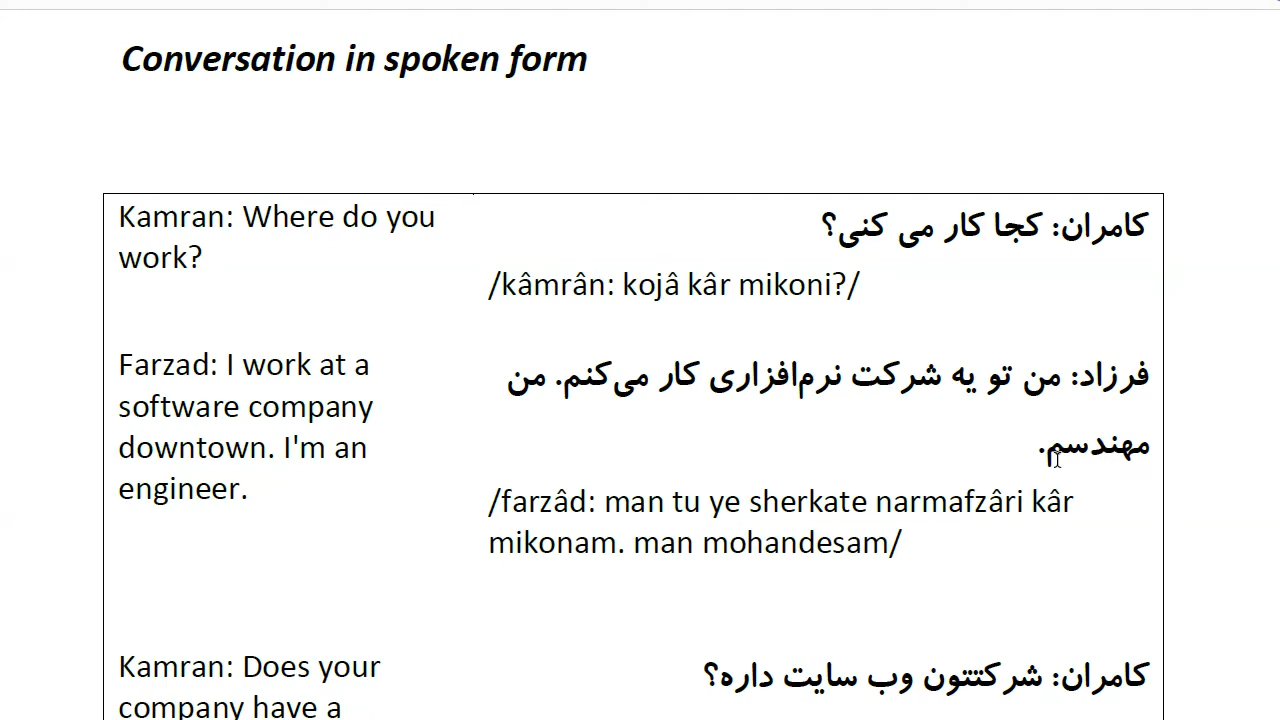 Conversation in spoken form
Kamran: Where do you
work?
کامران: کجا کار می کنی؟
/kâmrân: kojâ kâr mikoni?/
Farzad: I work at a
software company
downtown. I'm an
engineer.
فرزاد: من تو یه شرکت نرم‌افزاری کار می‌کنم. من
مهندسم.
/farzâd: man tu ye sherkate narmafzâri kâr
mikonam. man mohandesam/
Kamran: Does your
company have a
کامران: شرکتتون وب سایت داره؟